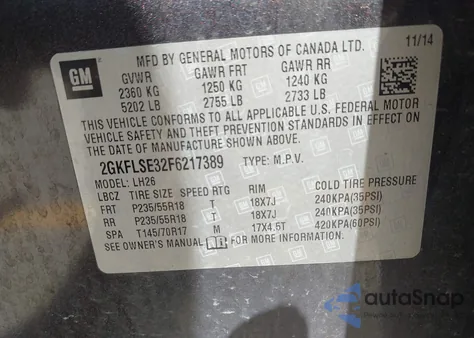 GM
MFD BY GENERAL MOTORS OF CANADA LTD. 11/14
GVWR GAWR FRT GAWR RR
2360 KG 1250 KG 1240 KG
5202 LB 2755 LB 2733 LB
THIS VEHICLE CONFORMS TO ALL APPLICABLE U.S. FEDERAL MOTOR
VEHICLE SAFETY AND THEFT PREVENTION STANDARDS IN EFFECT ON
THE DATE OF MANUFACTURE SHOWN ABOVE.
2GKFLSE32F6217389 TYPE: M.P.V.
MODEL: LH26
LBCZ TIRE SIZE SPEED RTG RIM COLD TIRE PRESSURE
FRT P235/55R18 T 18X7J 240KPA(35PSI)
RR P235/55R18 T 18X7J 240KPA(35PSI)
SPA T145/70R17 M 17X4.5T 420KPA(60PSI)
SEE OWNER'S MANUAL
autoSnap